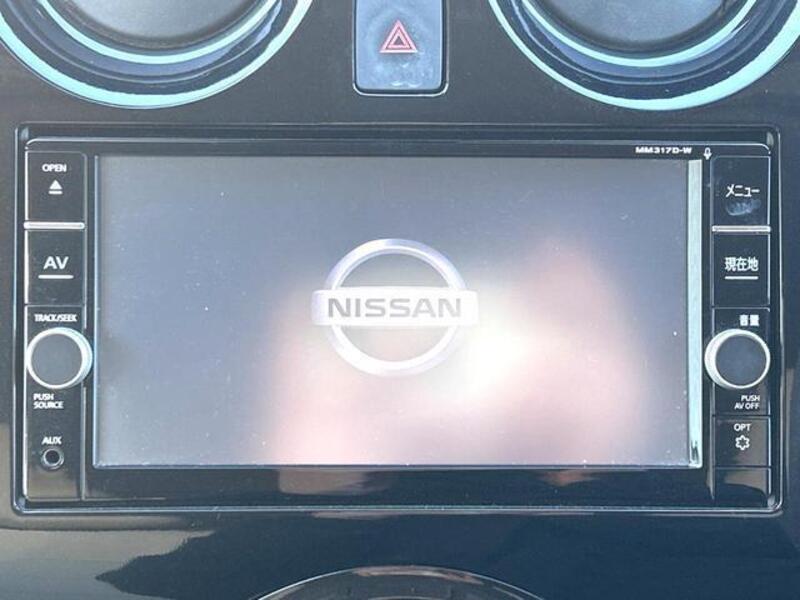 MM317D-W
OPEN
AV
TRACK/SEEK
PUSH
SOURCE
AUX
NISSAN
メニュー
現在地
音量
PUSH
AV OFF
OPT